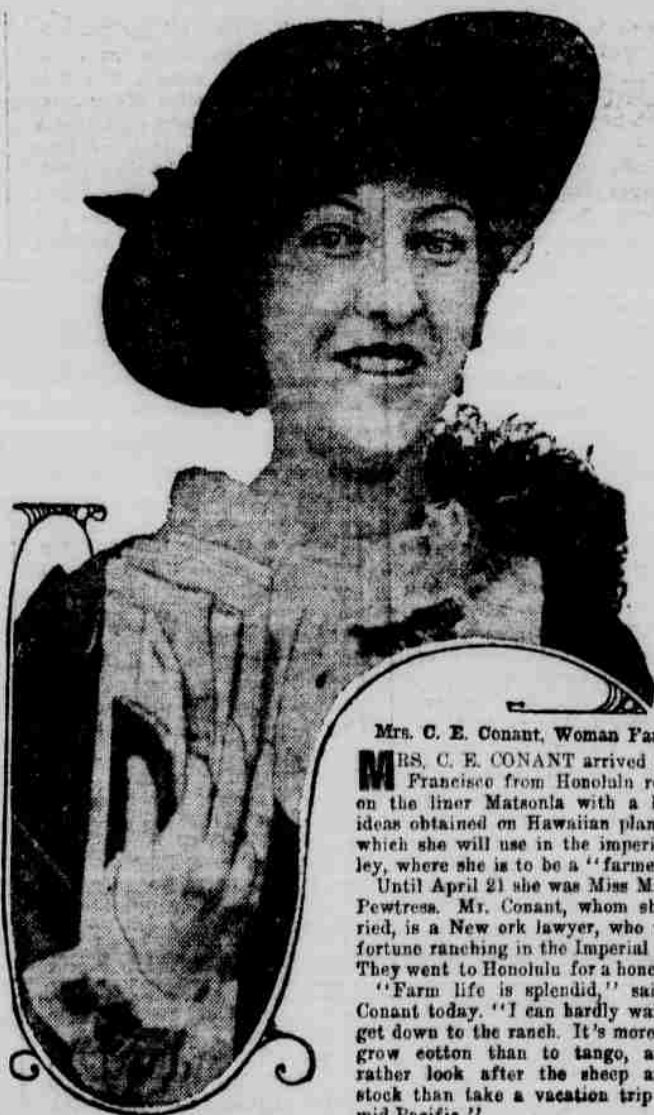 Mrs. C. E. Conant, Woman Fa
MRS. C. E. CONANT arrived
Francisco from Honolulu r
on the liner Matsonla with a
ideas obtained on Hawaiian plan
which she will use in the imperi
ley, where she is to be a "farme
Until April 21 she was Miss M
Pewtress. Mr. Conant, whom sh
ried, is a New ork lawyer, who
fortune ranching in the Imperial
They went to Honolulu for a hone
"Farm life is splendid," sai
Conant today. "I can hardly wa
get down to the ranch. It's more
grow cotton than to tango, a
rather look after the sheep a
stock than take a vacation trip
mid-Pacific."